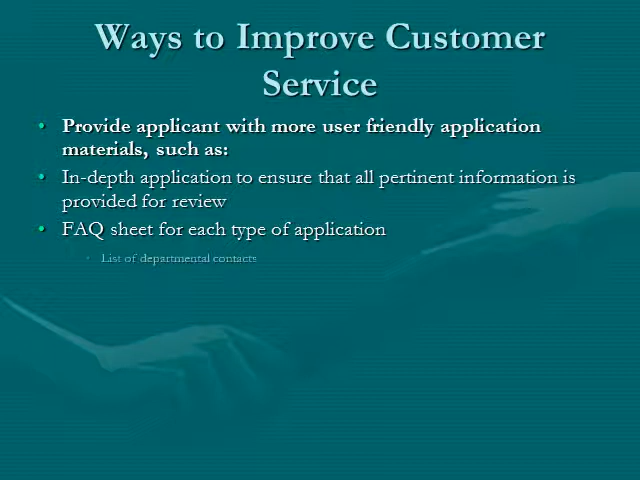 Ways to Improve Customer
Service
• Provide applicant with more user friendly application
materials, such as:
• In-depth application to ensure that all pertinent information is
provided for review
• FAQ sheet for each type of application
• List of departmental contacts